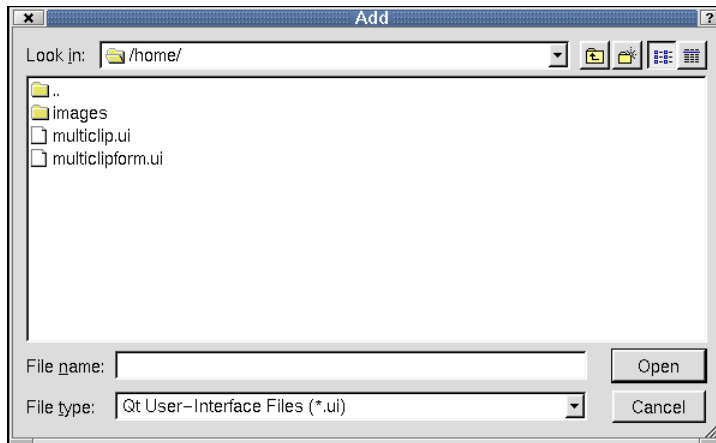 Add
?
Look in: /home/
..
images
multiclip.ui
multiclipform.ui
File name:
Open
File type: Qt User-Interface Files (*.ui)
Cancel